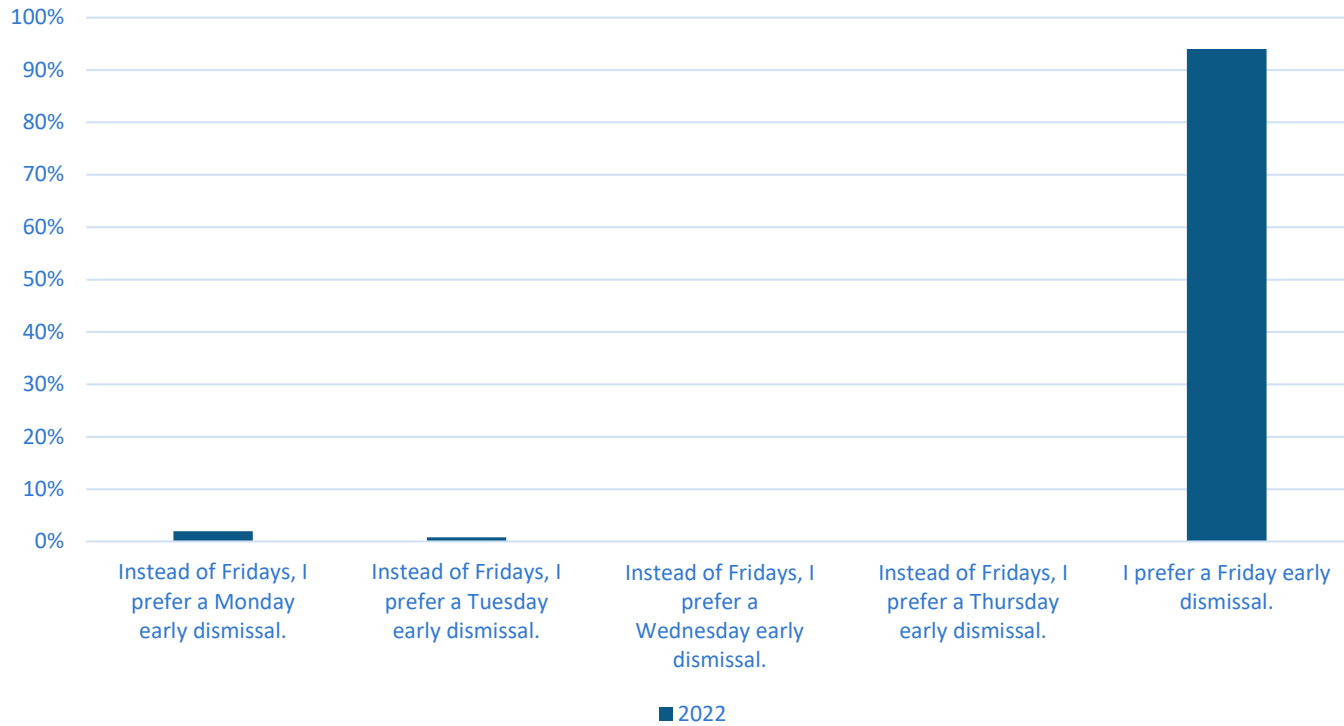 100%
90%
80%
70%
60%
50%
40%
30%
20%
10%
0%
Instead of Fridays, I
prefer a Monday
early dismissal.
Instead of Fridays, I
prefer a Tuesday
early dismissal.
Instead of Fridays, I
prefer a
Wednesday early
dismissal.
Instead of Fridays, I
prefer a Thursday
early dismissal.
I prefer a Friday early
dismissal.
2022